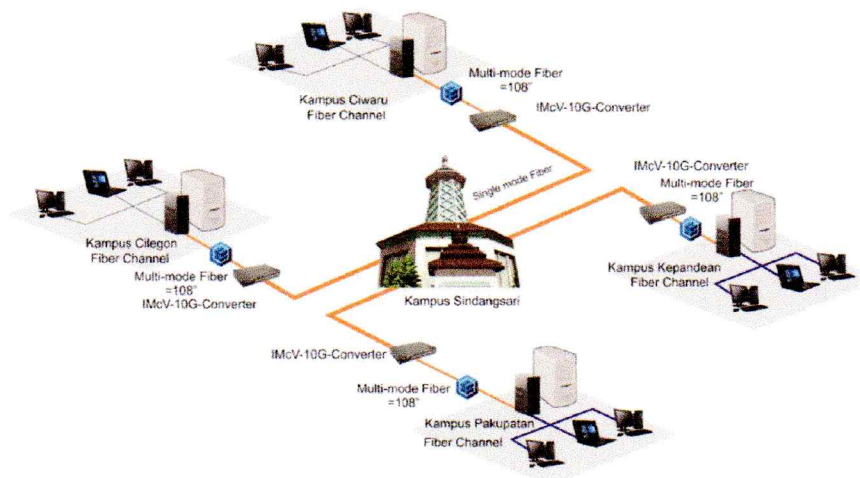 Multi-mode Fiber
=108"
IMcV-10G-Converter
Kampus Ciwaru
Fiber Channel
Single mode Fiber
IMcV-10G-Converter
Multi-mode Fiber
=108"
Kampus Kepandean
Fiber Channel
Kampus Cilegon
Fiber Channel
Multi-mode Fiber
=108"
IMcV-10G-Converter
Kampus Sindangsari
IMcV-10G-Converter
Multi-mode Fiber
=108"
Kampus Pakupatan
Fiber Channel